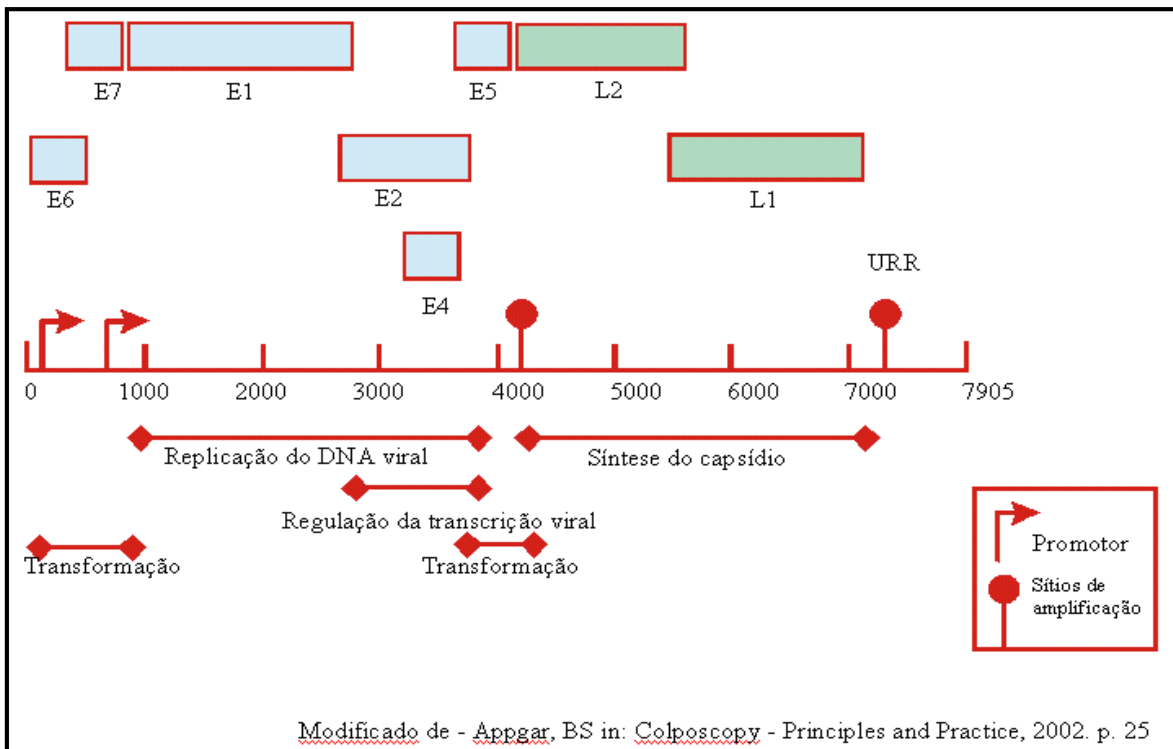 E7
E1
E5
L2
E6
E2
L1
E4
URR
0 1000 2000 3000 4000 5000 6000 7000 7905
Replicação do DNA viral
Síntese do capsídio
Regulação da transcrição viral
Transformação
Transformação
Promotor
Sítios de
amplificação
Modificado de - Appgar, BS in: Colposcopy - Principles and Practice, 2002. p. 25